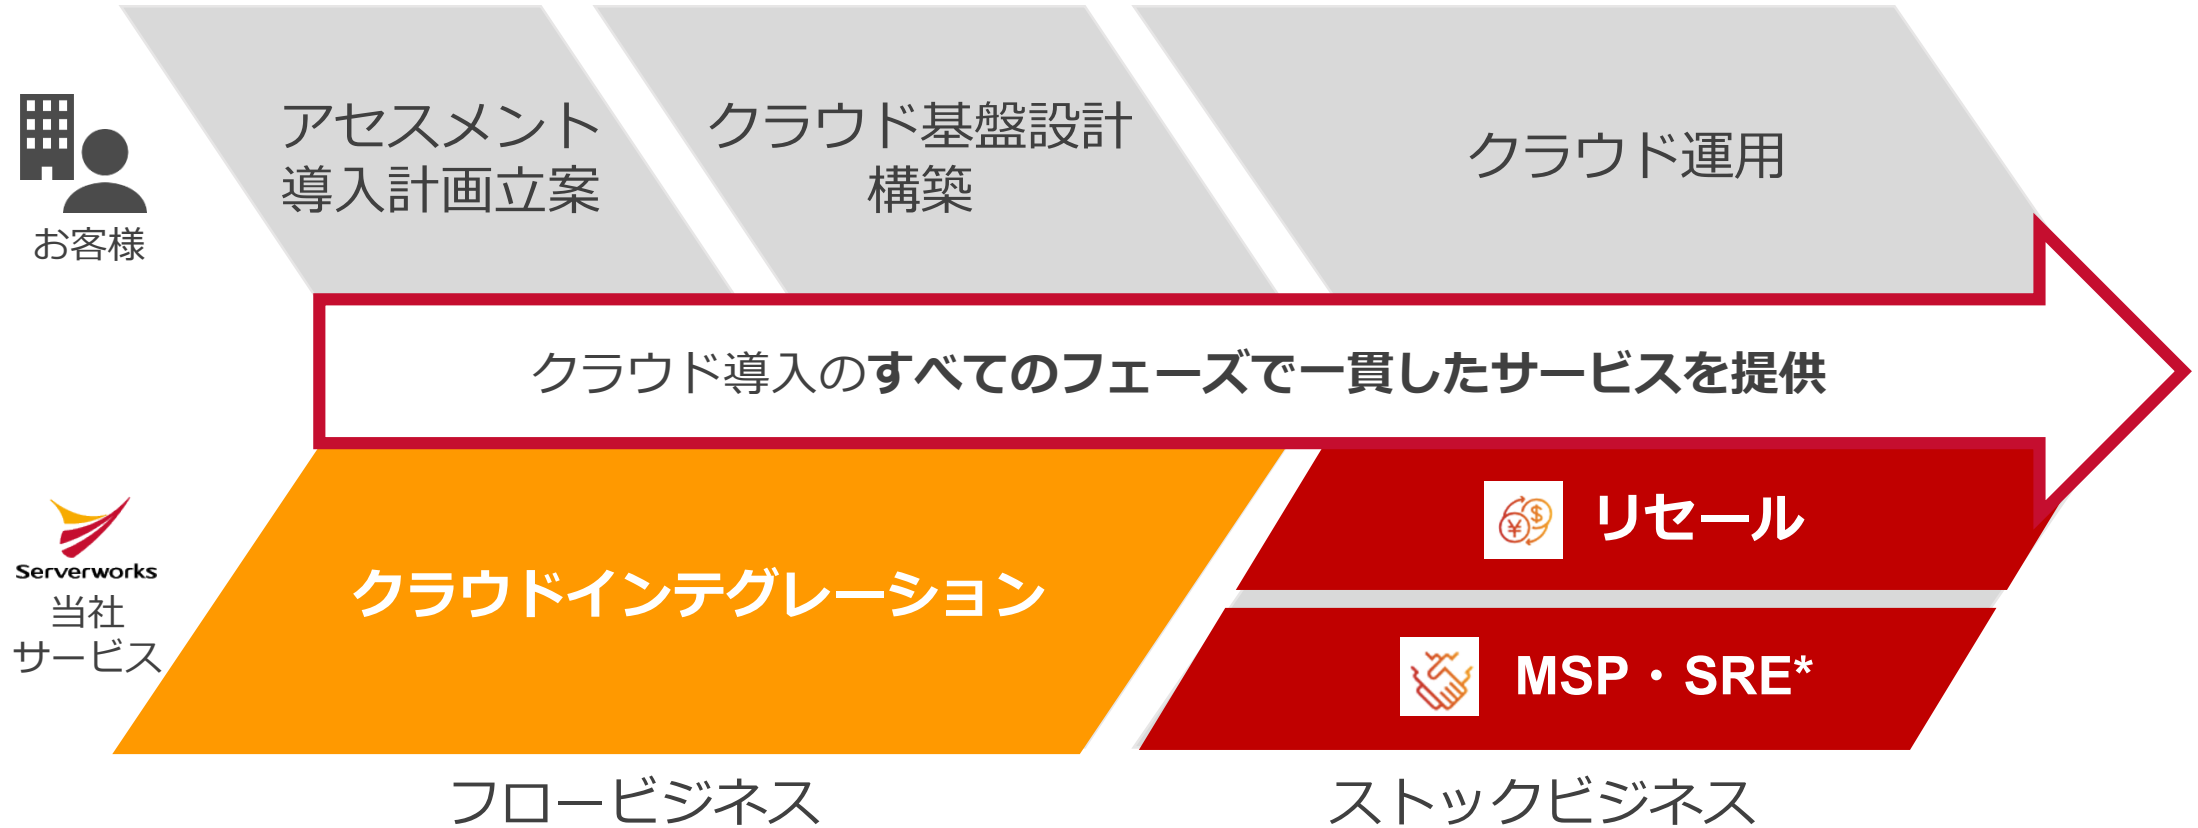 アセスメント
導入計画立案
クラウド基盤設計
構築
クラウド運用
お客様
クラウド導入のすべてのフェーズで一貫したサービスを提供
Serverworks
当社
サービス
クラウドインテグレーション
¥ $
リセール
MSP・SRE*
フロービジネス
ストックビジネス